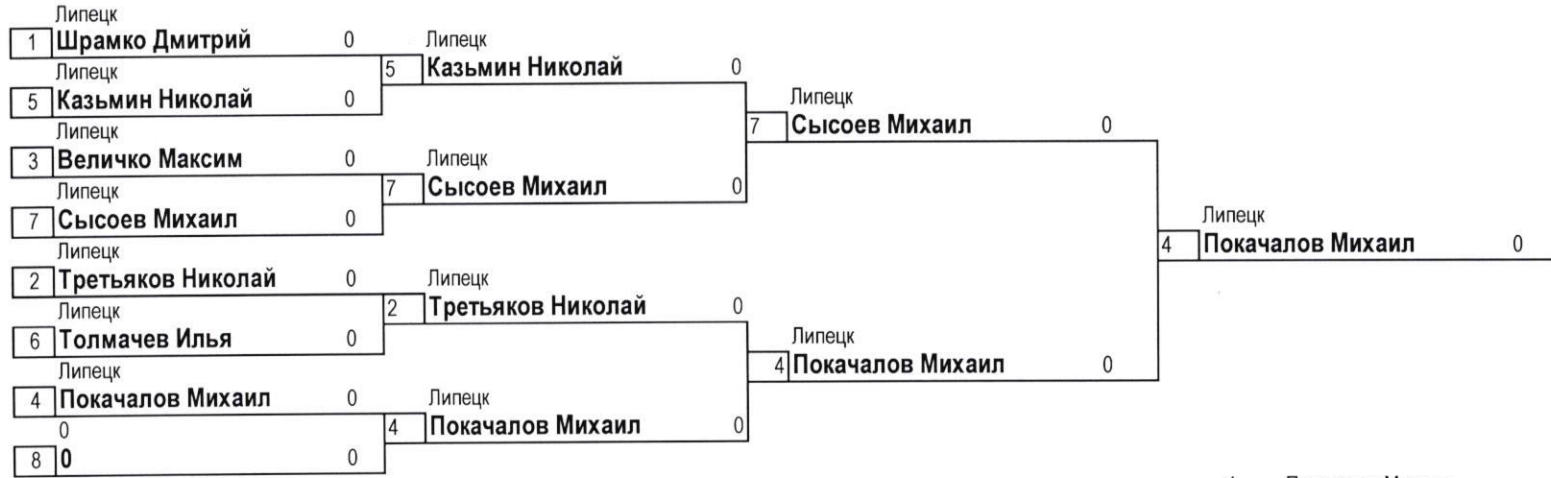 Липецк
1 Шрамко Дмитрий 0
Липецк
5 Казьмин Николай 0
Липецк
5 Казьмин Николай 0
Липецк
3 Величко Максим 0
Липецк
7 Сысоев Михаил 0
Липецк
7 Сысоев Михаил 0
Липецк
7 Сысоев Михаил 0
Липецк
2 Третьяков Николай 0
Липецк
6 Толмачев Илья 0
Липецк
2 Третьяков Николай 0
Липецк
4 Покачалов Михаил 0
0
8 0 0
Липецк
4 Покачалов Михаил 0
Липецк
4 Покачалов Михаил 0
Липецк
4 Покачалов Михаил 0